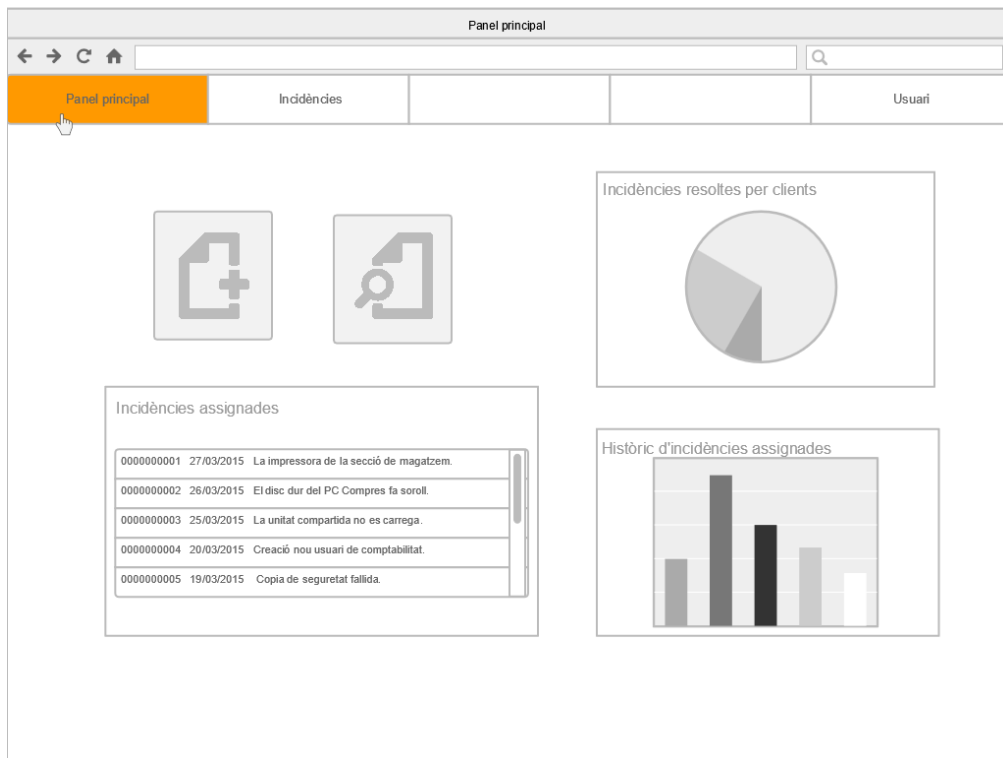 Panel principal
Panel principal
Incidències
Usuari
Incidències resoltes per clients
Incidències assignades
0000000001 27/03/2015 La impressora de la secció de magatzem.
0000000002 26/03/2015 El disc dur del PC Compres fa soroll.
0000000003 25/03/2015 La unitat compartida no es carrega.
0000000004 20/03/2015 Creació nou usuari de comptabilitat.
0000000005 19/03/2015 Copia de seguretat fallida.
Històric d'incidències assignades